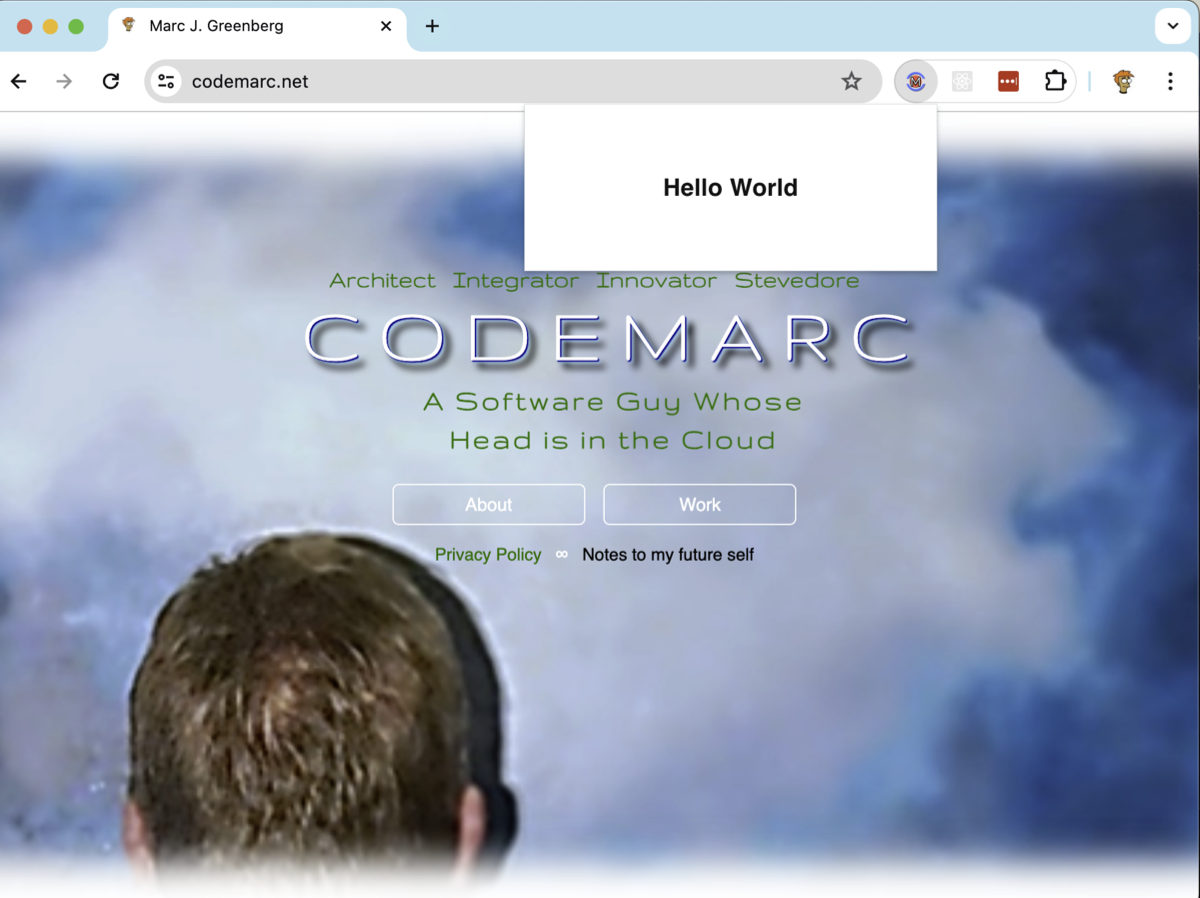 Marc J. Greenberg
codemarc.net
Hello World
Architect Integrator Innovator Stevedore
CODEMARC
A Software Guy Whose
Head is in the Cloud
About Work
Privacy Policy ∞ Notes to my future self